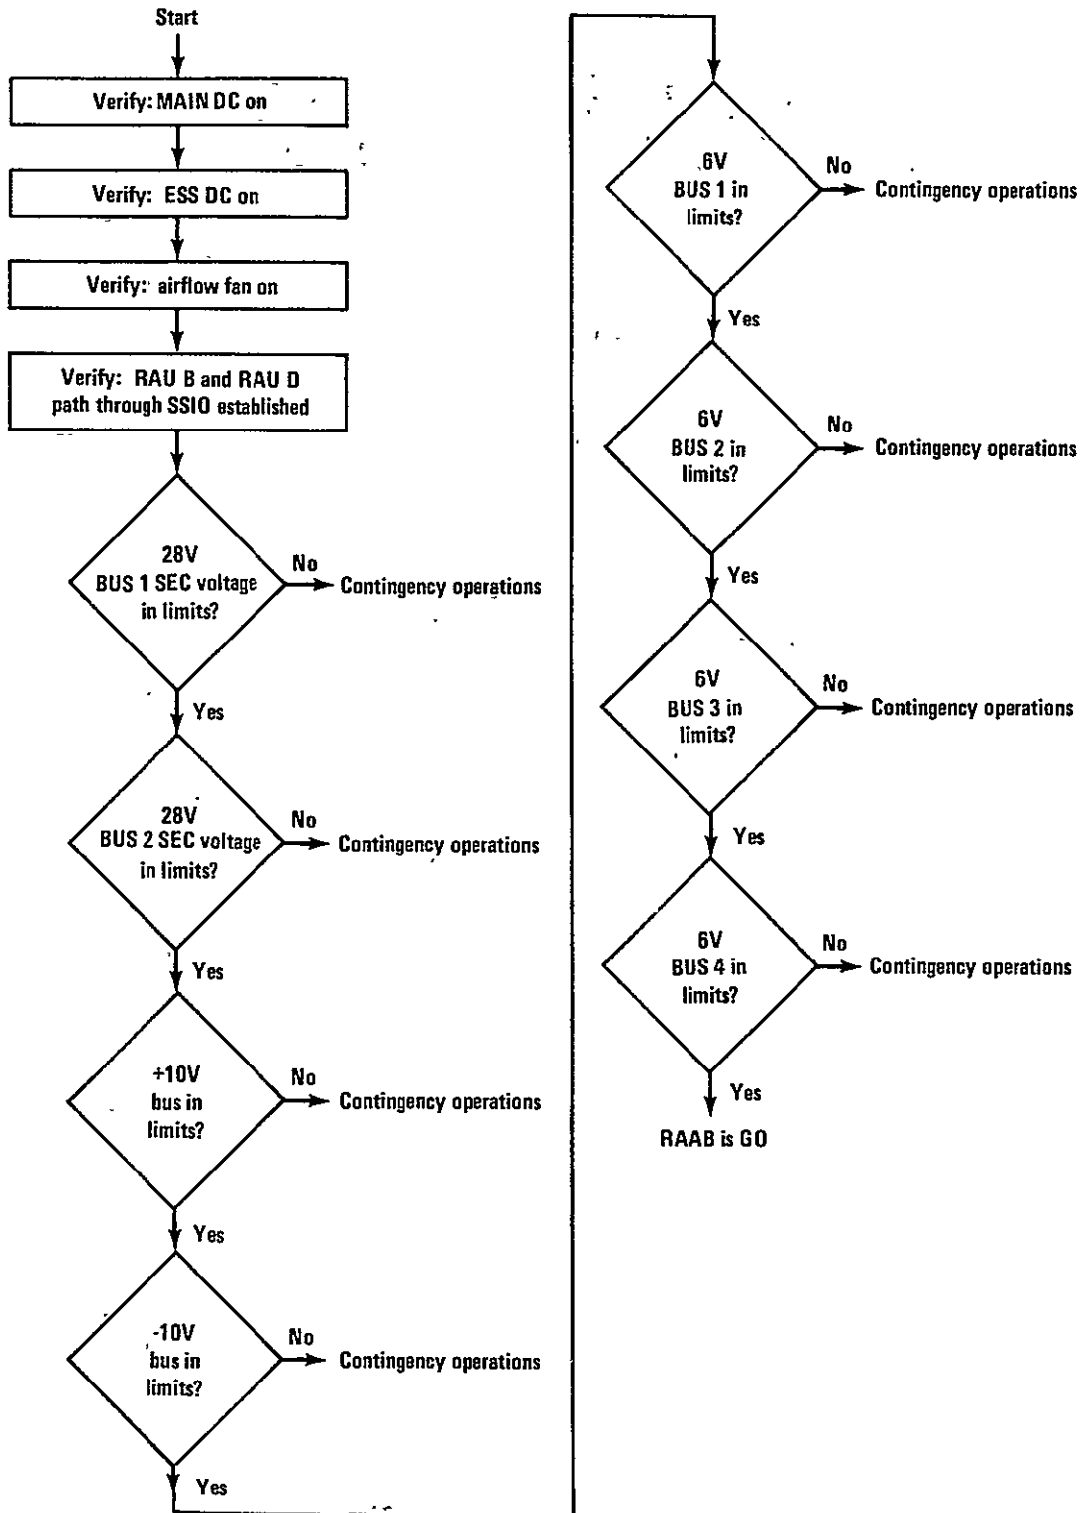 Start
Verify: MAIN DC on
Verify: ESS DC on
Verify: airflow fan on
Verify: RAU B and RAU D
path through SSIO established
28V
BUS 1 SEC voltage
in limits?
No
Contingency operations
Yes
28V
BUS 2 SEC voltage
in limits?
No
Contingency operations
Yes
+10V
bus in
limits?
No
Contingency operations
Yes
-10V
bus in
limits?
No
Contingency operations
Yes
6V
BUS 1 in
limits?
No
Contingency operations
Yes
6V
BUS 2 in
limits?
No
Contingency operations
Yes
6V
BUS 3 in
limits?
No
Contingency operations
Yes
6V
BUS 4 in
limits?
No
Contingency operations
Yes
RAAB is GO